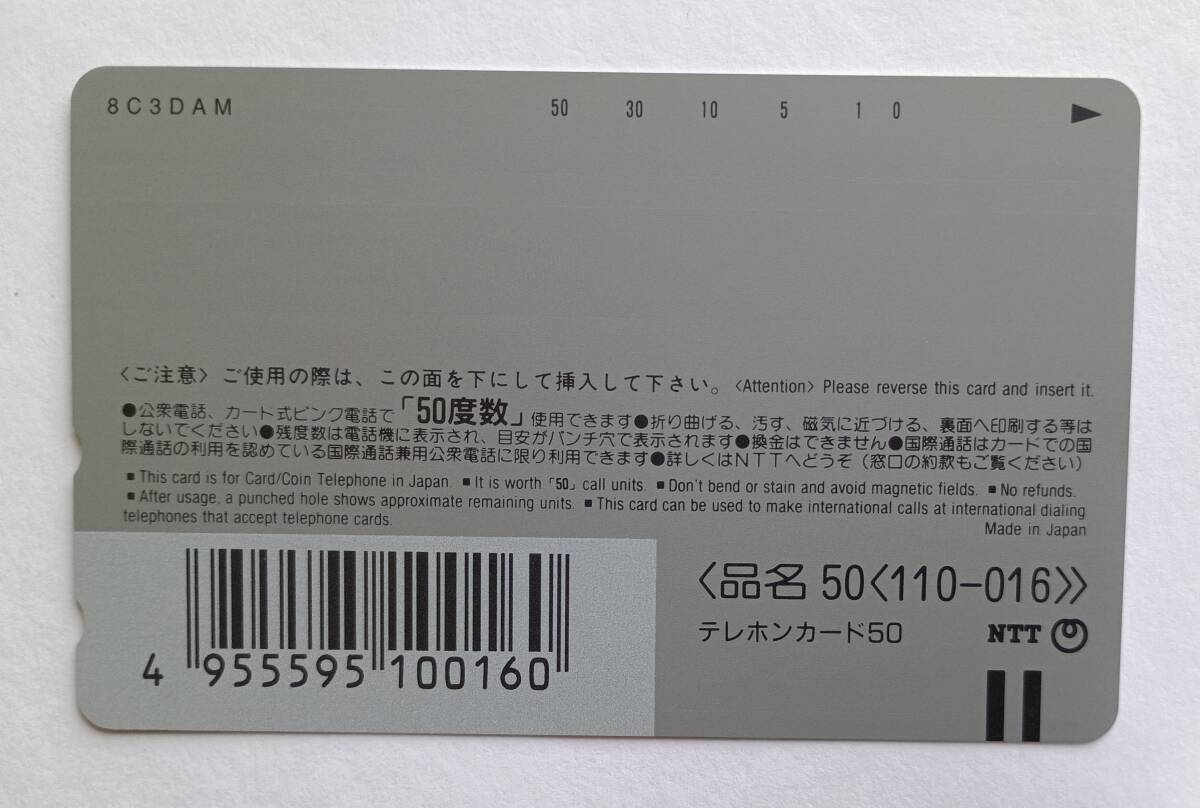 8C3DAM 50 30 10 5 1 0
〈ご注意〉ご使用の際は、この面を下にして挿入して下さい。〈Attention〉Please reverse this card and insert it.
●公衆電話、カード式ピンク電話で「50度数」使用できます●折り曲げる、汚す、磁気に近づける、裏面へ印刷する等は
しないでください●残度数は電話機に表示され、目安がパンチ穴で表示されます●換金はできません●国際通話はカードでの国
際通話の利用を認めている国際通話兼用公衆電話に限り利用できます●詳しくはNTTへどうぞ（窓口の約款もご覧ください）
■This card is for Card/Coin Telephone in Japan. ■It is worth「50」call units. ■Don't bend or stain and avoid magnetic fields. ■No refunds.
■After usage, a punched hole shows approximate remaining units. ■This card can be used to make international calls at international dialing
telephones that accept telephone cards.
Made in Japan
〈品名 50〈110-016〉〉
テレホンカード50 NTT
4 955595 100160